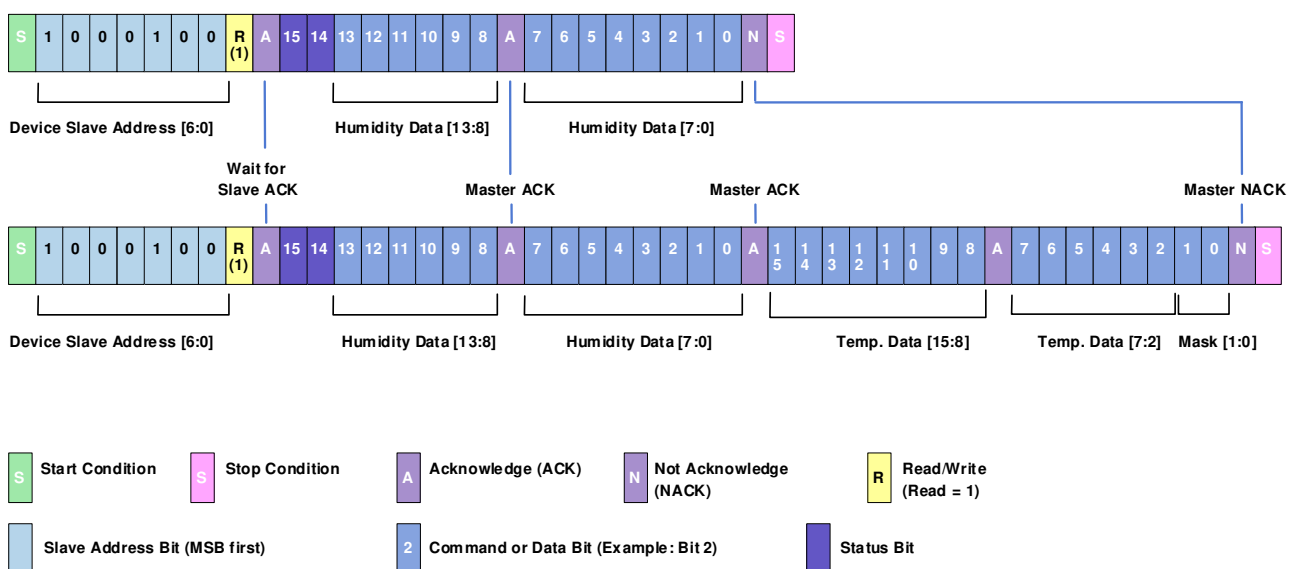 S 1 0 0 0 1 0 0 R (1) A 15 14 13 12 11 10 9 8 A 7 6 5 4 3 2 1 0 N S
Device Slave Address [6:0] Humidity Data [13:8] Humidity Data [7:0]
Wait for
Slave ACK Master ACK Master ACK Master NACK
S 1 0 0 0 1 0 0 R (1) A 15 14 13 12 11 10 9 8 A 7 6 5 4 3 2 1 0 A 15 14 13 12 11 10 9 8 A 7 6 5 4 3 2 1 0 N S
Device Slave Address [6:0] Humidity Data [13:8] Humidity Data [7:0] Temp. Data [15:8] Temp. Data [7:2] Mask [1:0]
S Start Condition S Stop Condition A Acknowledge (ACK) N Not Acknowledge
(NACK)
R Read/Write
(Read = 1)
Slave Address Bit (MSB first) 2 Command or Data Bit (Example: Bit 2) Status Bit